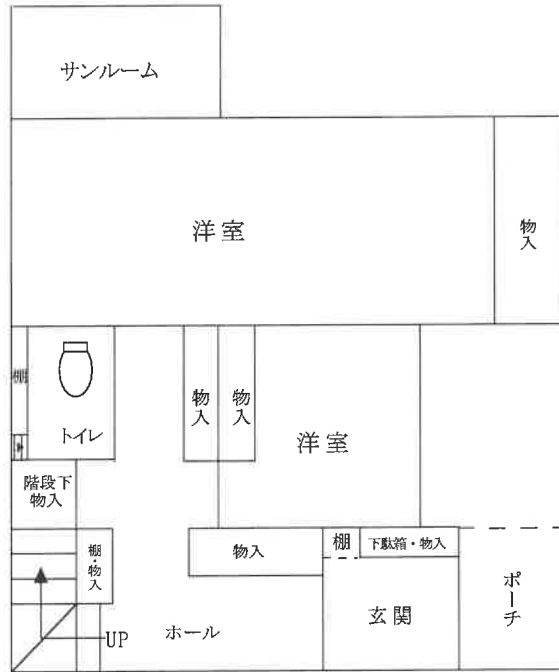 サンルーム
洋室
物入
棚
トイレ
物入
物入
洋室
階段下
物入
棚・物入
物入
棚
下駄箱・物入
ポーチ
玄関
ホール
UP